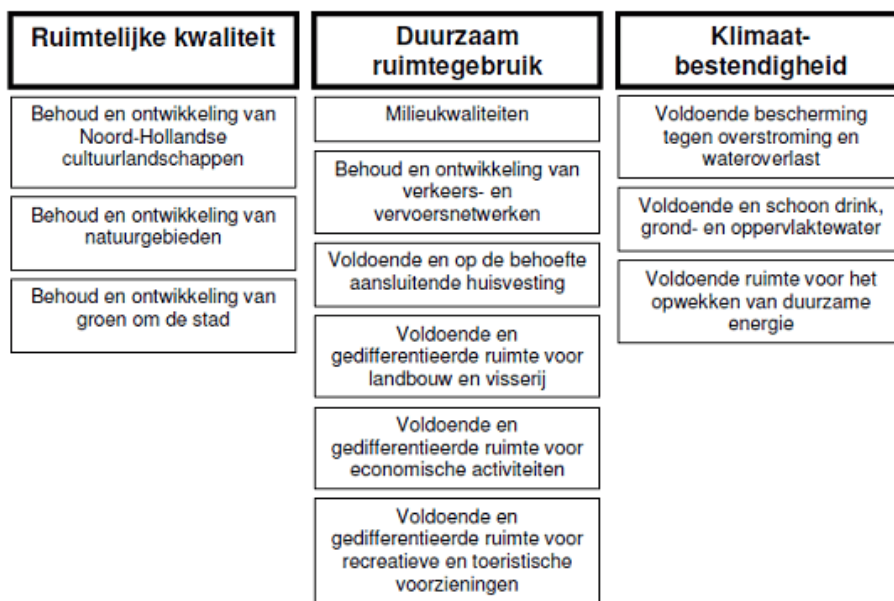 Ruimtelijke kwaliteit
Behoud en ontwikkeling van
Noord-Hollandse
cultuurlandschappen
Behoud en ontwikkeling van
natuurgebieden
Behoud en ontwikkeling van
groen om de stad
Duurzaam
ruimtegebruik
Milieukwaliteiten
Behoud en ontwikkeling van
verkeers- en
vervoersnetwerken
Voldoende en op de behoefte
aansluitende huisvesting
Voldoende en
gedifferentieerde ruimte voor
landbouw en visserij
Voldoende en
gedifferentieerde ruimte voor
economische activiteiten
Voldoende en
gedifferentieerde ruimte voor
recreatieve en toeristische
voorzieningen
Klimaat-
bestendigheid
Voldoende bescherming
tegen overstroming en
wateroverlast
Voldoende en schoon drink,
grond- en oppervlaktewater
Voldoende ruimte voor het
opwekken van duurzame
energie